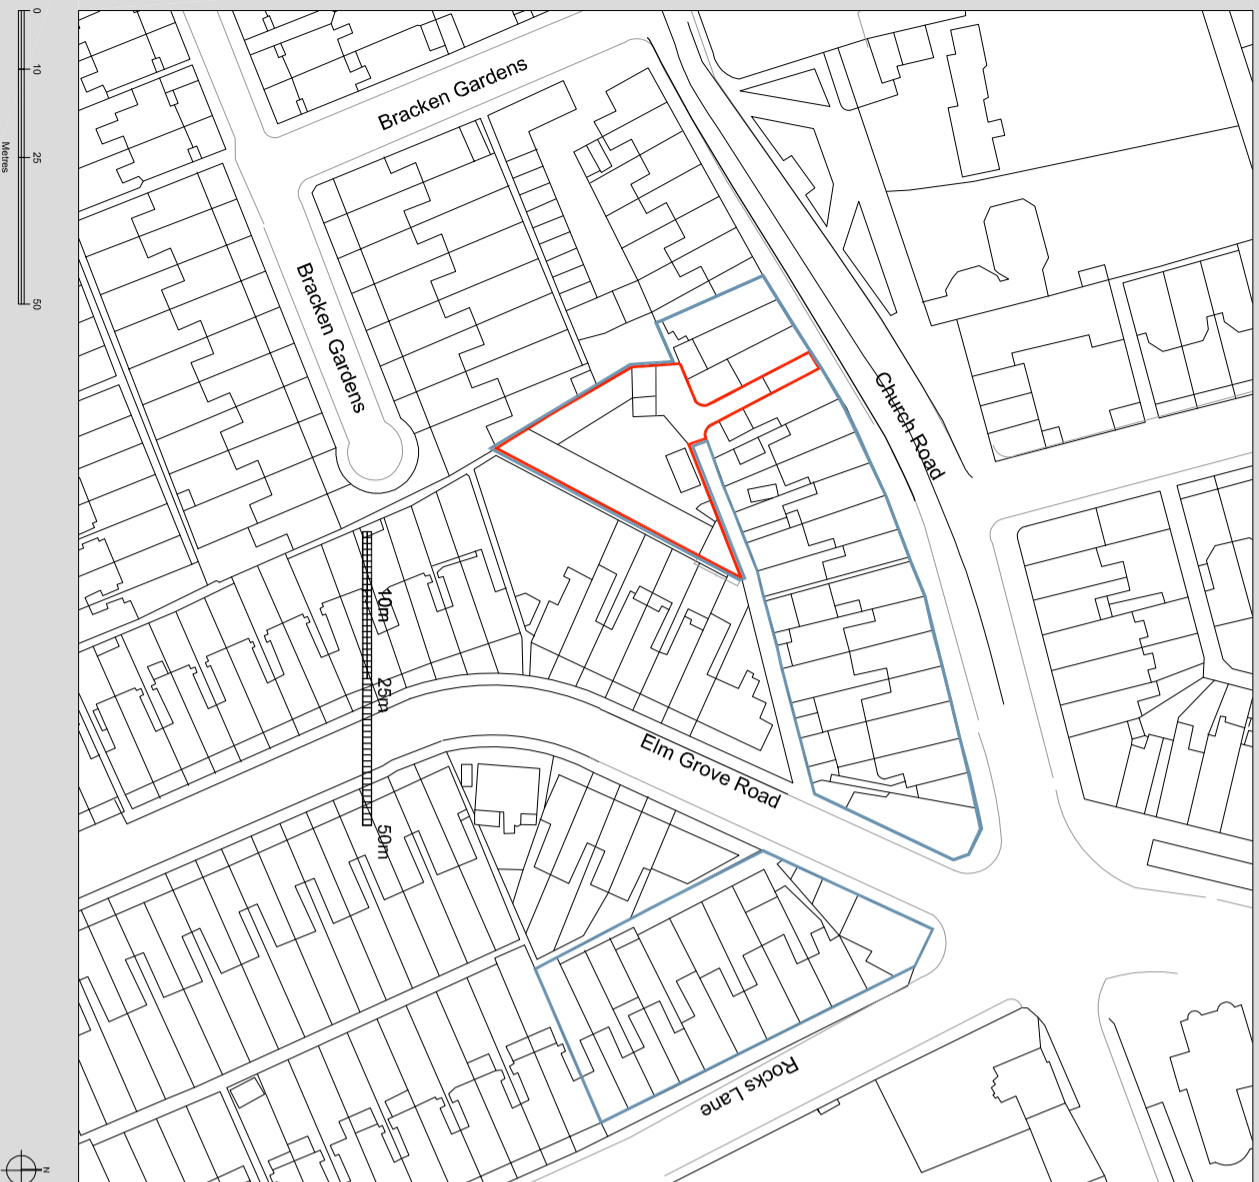 0
10
25
50
Metres
Bracken Gardens
Bracken Gardens
Church Road
10m
25m
50m
Elm Grove Road
Rocks Lane
N